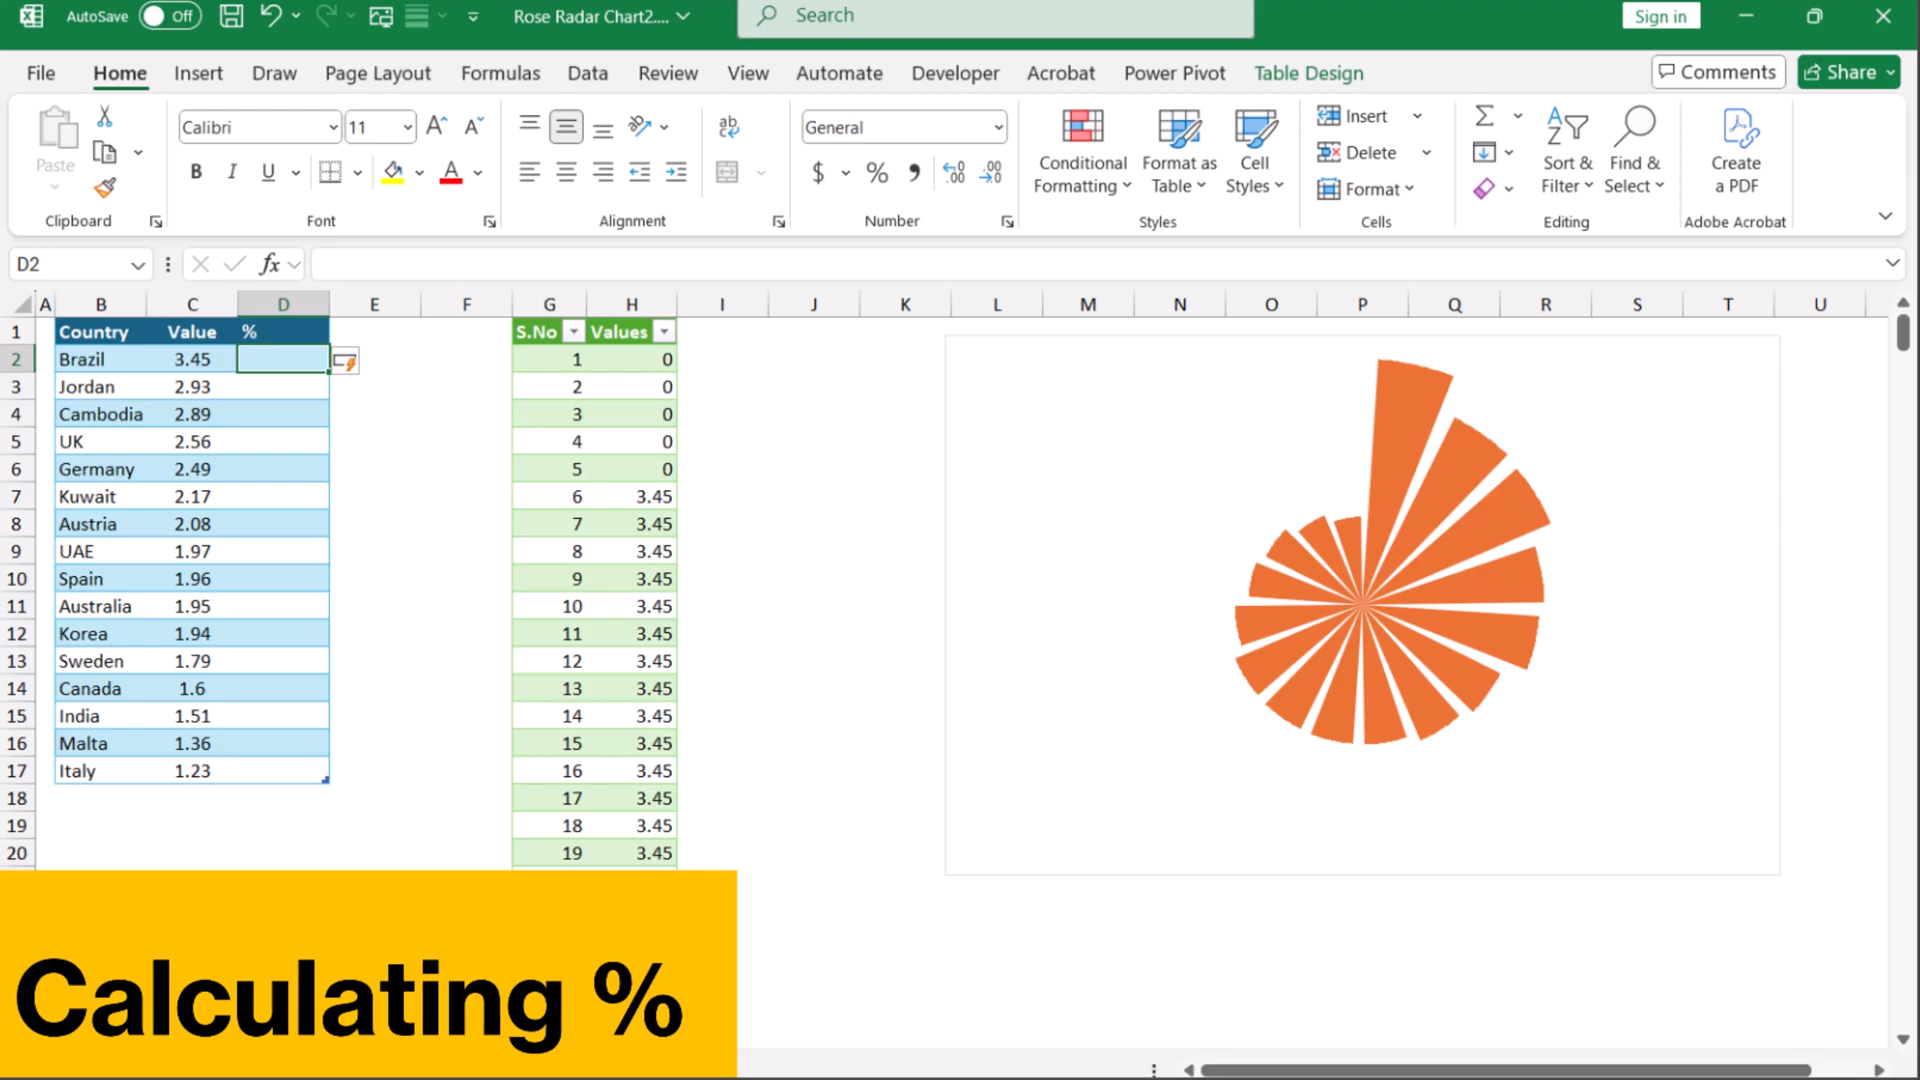 AutoSave Off Rose Radar Chart2.... Search Sign in
File Home Insert Draw Page Layout Formulas Data Review View Automate Developer Acrobat Power Pivot Table Design Comments Share
Paste Calibri 11 General Conditional Formatting Format as Table Cell Styles Insert Delete Format Sort & Filter Find & Select Create a PDF
Clipboard Font Alignment Number Styles Cells Editing Adobe Acrobat
D2 fx
A B C D E F G H I J K L M N O P Q R S T U
1 Country Value % S.No Values
2 Brazil 3.45 1 0
3 Jordan 2.93 2 0
4 Cambodia 2.89 3 0
5 UK 2.56 4 0
6 Germany 2.49 5 0
7 Kuwait 2.17 6 3.45
8 Austria 2.08 7 3.45
9 UAE 1.97 8 3.45
10 Spain 1.96 9 3.45
11 Australia 1.95 10 3.45
12 Korea 1.94 11 3.45
13 Sweden 1.79 12 3.45
14 Canada 1.6 13 3.45
15 India 1.51 14 3.45
16 Malta 1.36 15 3.45
17 Italy 1.23 16 3.45
18 17 3.45
19 18 3.45
20 19 3.45
Calculating %